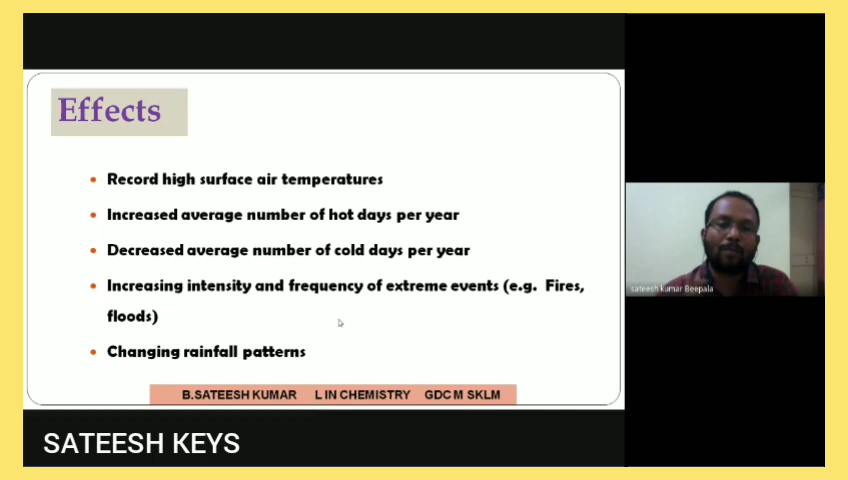 Effects
• Record high surface air temperatures
• Increased average number of hot days per year
• Decreased average number of cold days per year
• Increasing intensity and frequency of extreme events (e.g. Fires,
floods)
• Changing rainfall patterns
B.SATEESH KUMAR L IN CHEMISTRY GDC M SKLM
sateesh kumar Beepala
SATEESH KEYS